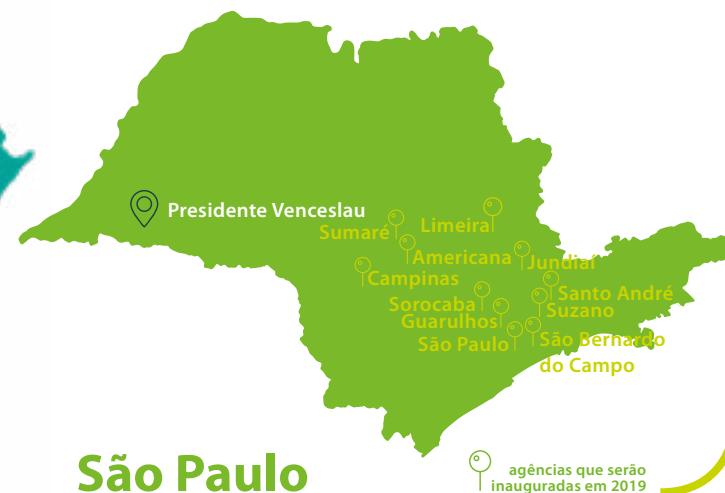 Presidente Venceslau
Limeira
Sumaré
Americana
Jundiaí
Campinas
Santo André
Sorocaba
Suzano
Guarulhos
São Paulo
São Bernardo
do Campo
São Paulo
agências que serão
inauguradas em 2019